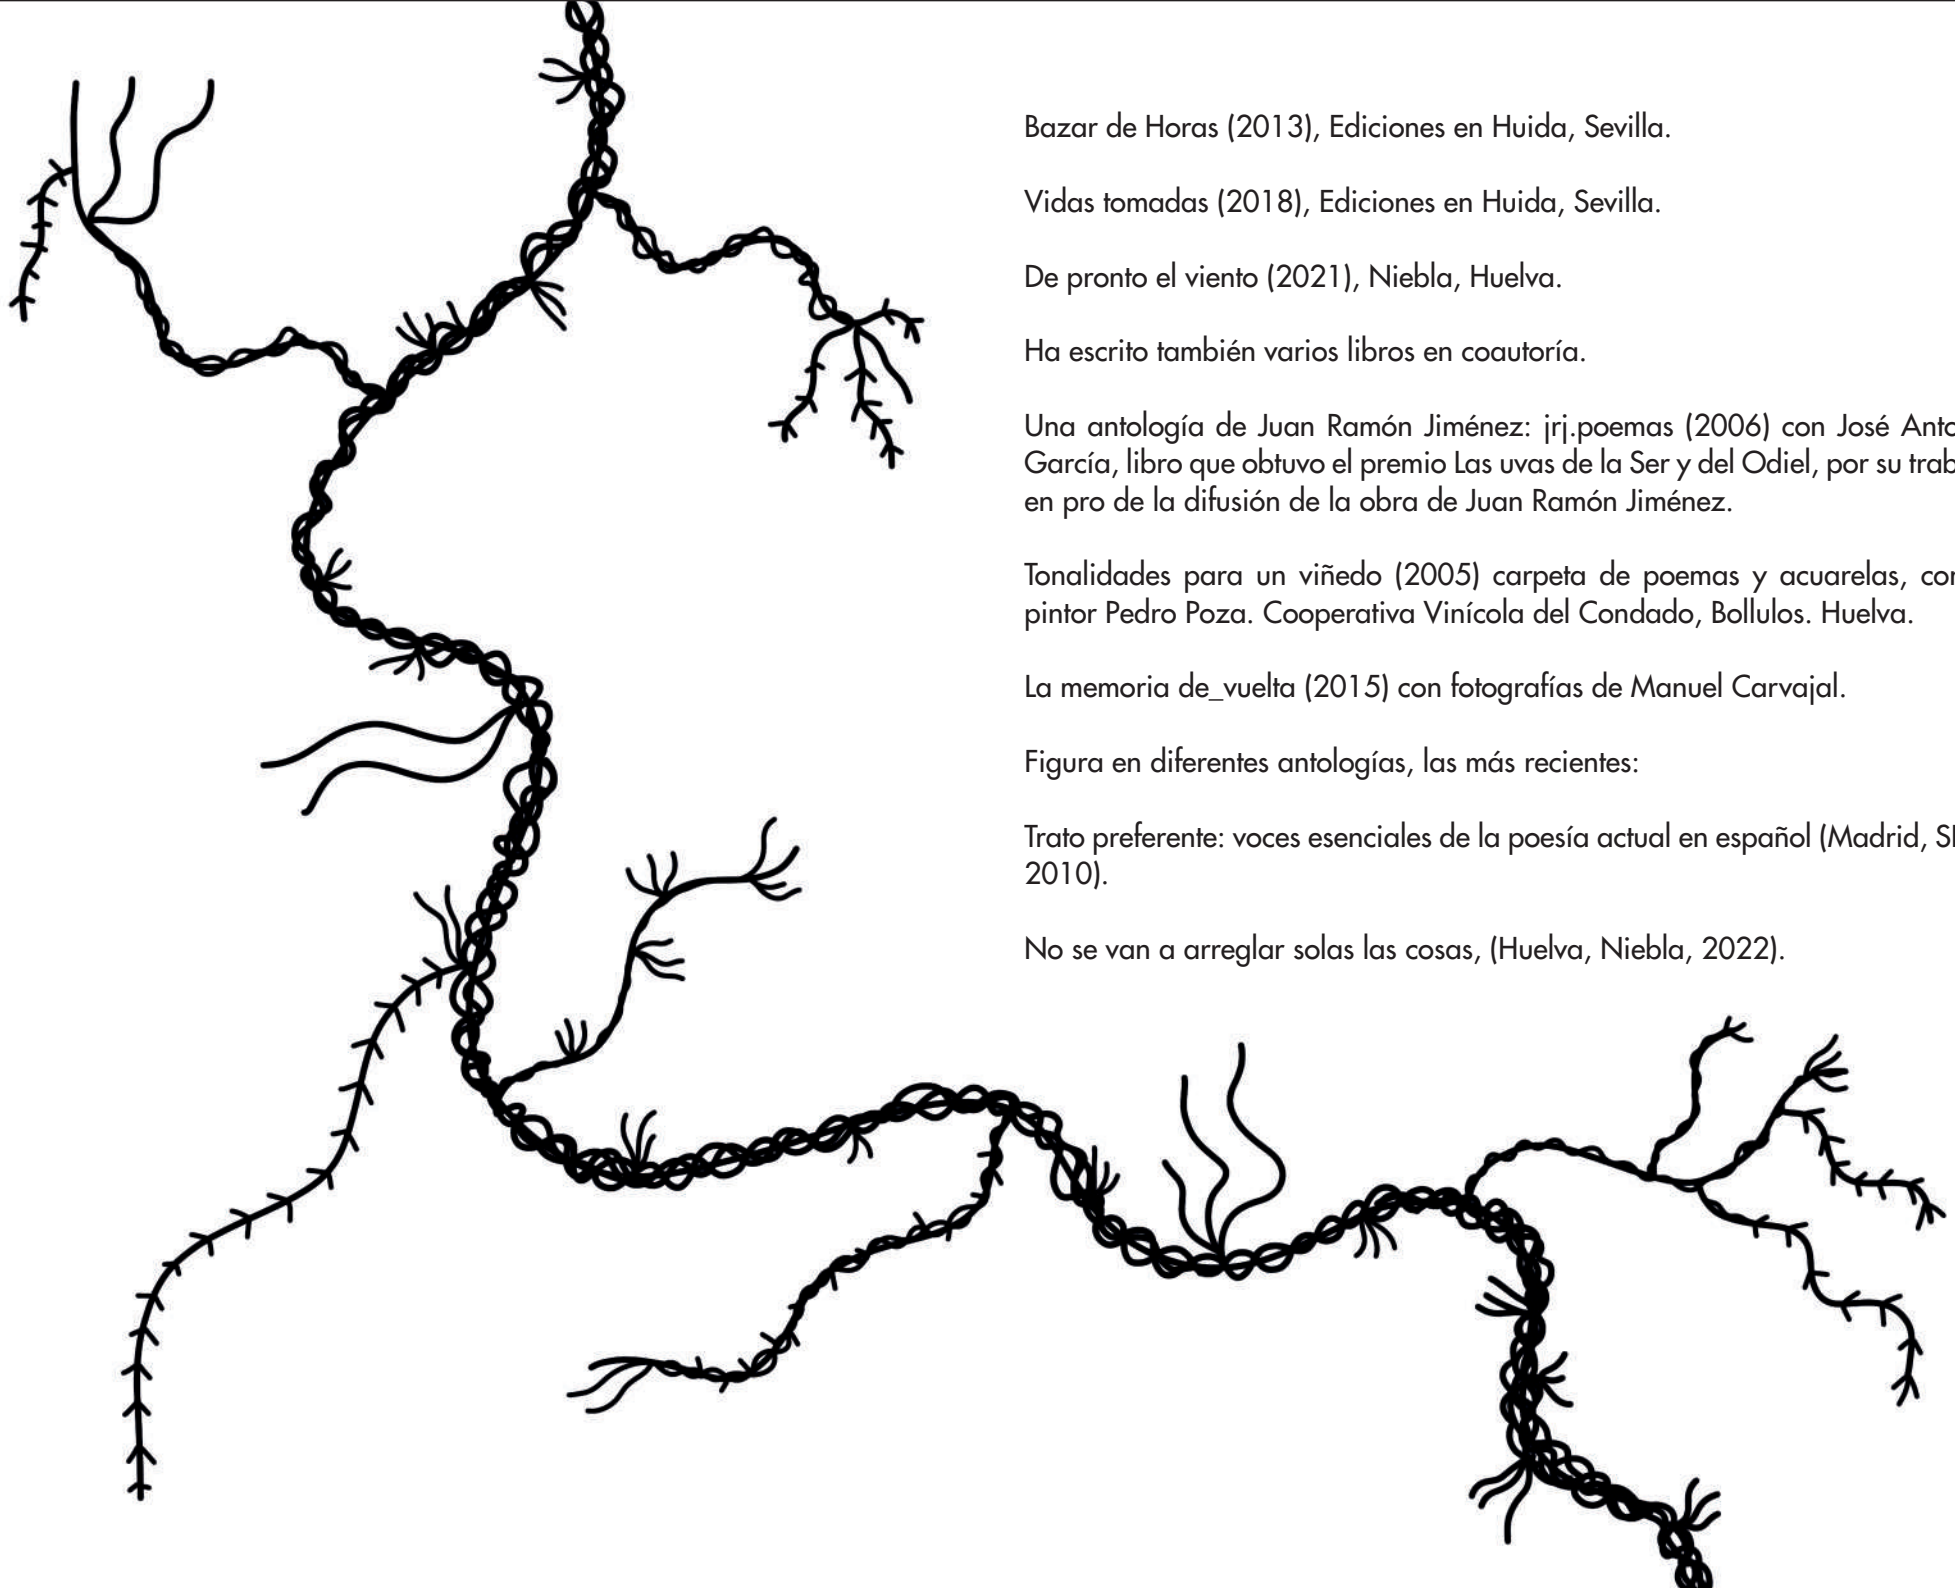 Bazar de Horas (2013), Ediciones en Huida, Sevilla.
Vidas tomadas (2018), Ediciones en Huida, Sevilla.
De pronto el viento (2021), Niebla, Huelva.
Ha escrito también varios libros en coautoría.
Una antología de Juan Ramón Jiménez: jrj.poemas (2006) con José
García, libro que obtuvo el premio Las uvas de la Ser y del Odiel, por su
en pro de la difusión de la obra de Juan Ramón Jiménez.
Tonalidades para un viñedo (2005) carpeta de poemas y acuarelas,
pintor Pedro Poza. Cooperativa Vinícola del Condado, Bollulos. Huelva.
La memoria de_vuelta (2015) con fotografías de Manuel Carvajal.
Figura en diferentes antologías, las más recientes:
Trato preferente: voces esenciales de la poesía actual en español (Madrid,
2010).
No se van a arreglar solas las cosas, (Huelva, Niebla, 2022).